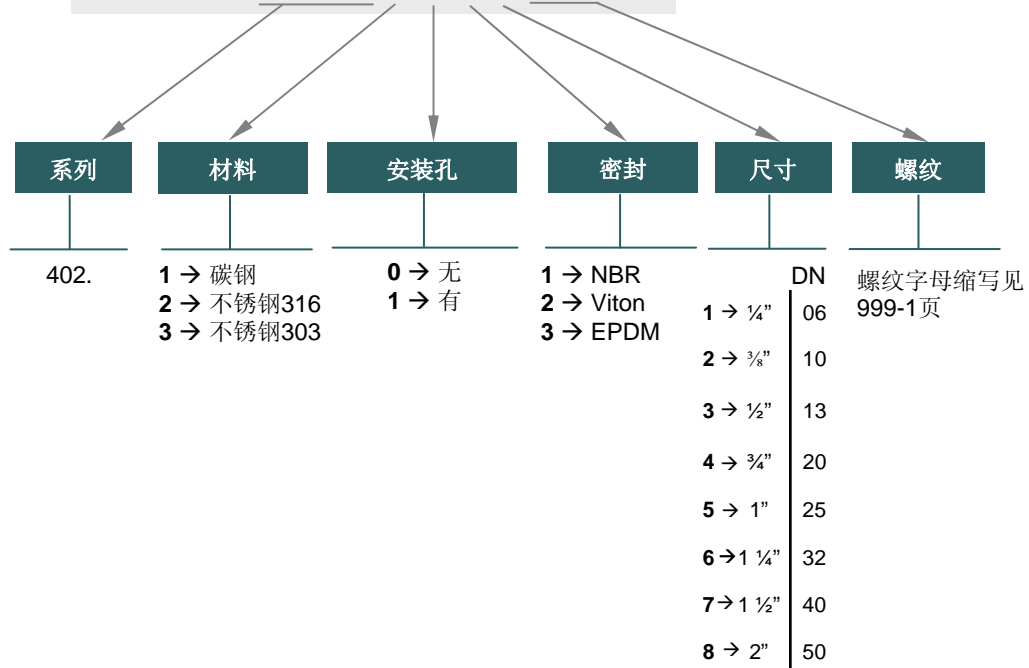 系列
材料
安装孔
密封
尺寸
螺纹
402.
1 → 碳钢
2 → 不锈钢316
3 → 不锈钢303
0 → 无
1 → 有
1 → NBR
2 → Viton
3 → EPDM
DN
1 → ¼” 06
2 → ⅜” 10
3 → ½” 13
4 → ¾” 20
5 → 1” 25
6→1 ¼” 32
7→1 ½” 40
8 → 2” 50
螺纹字母缩写见
999-1页